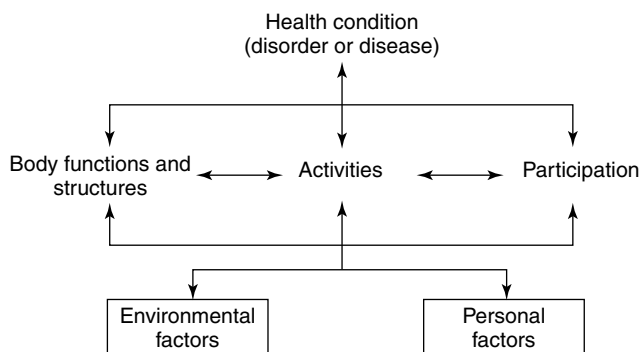 Health condition
(disorder or disease)
Body functions and
structures
Activities
Participation
Environmental
factors
Personal
factors